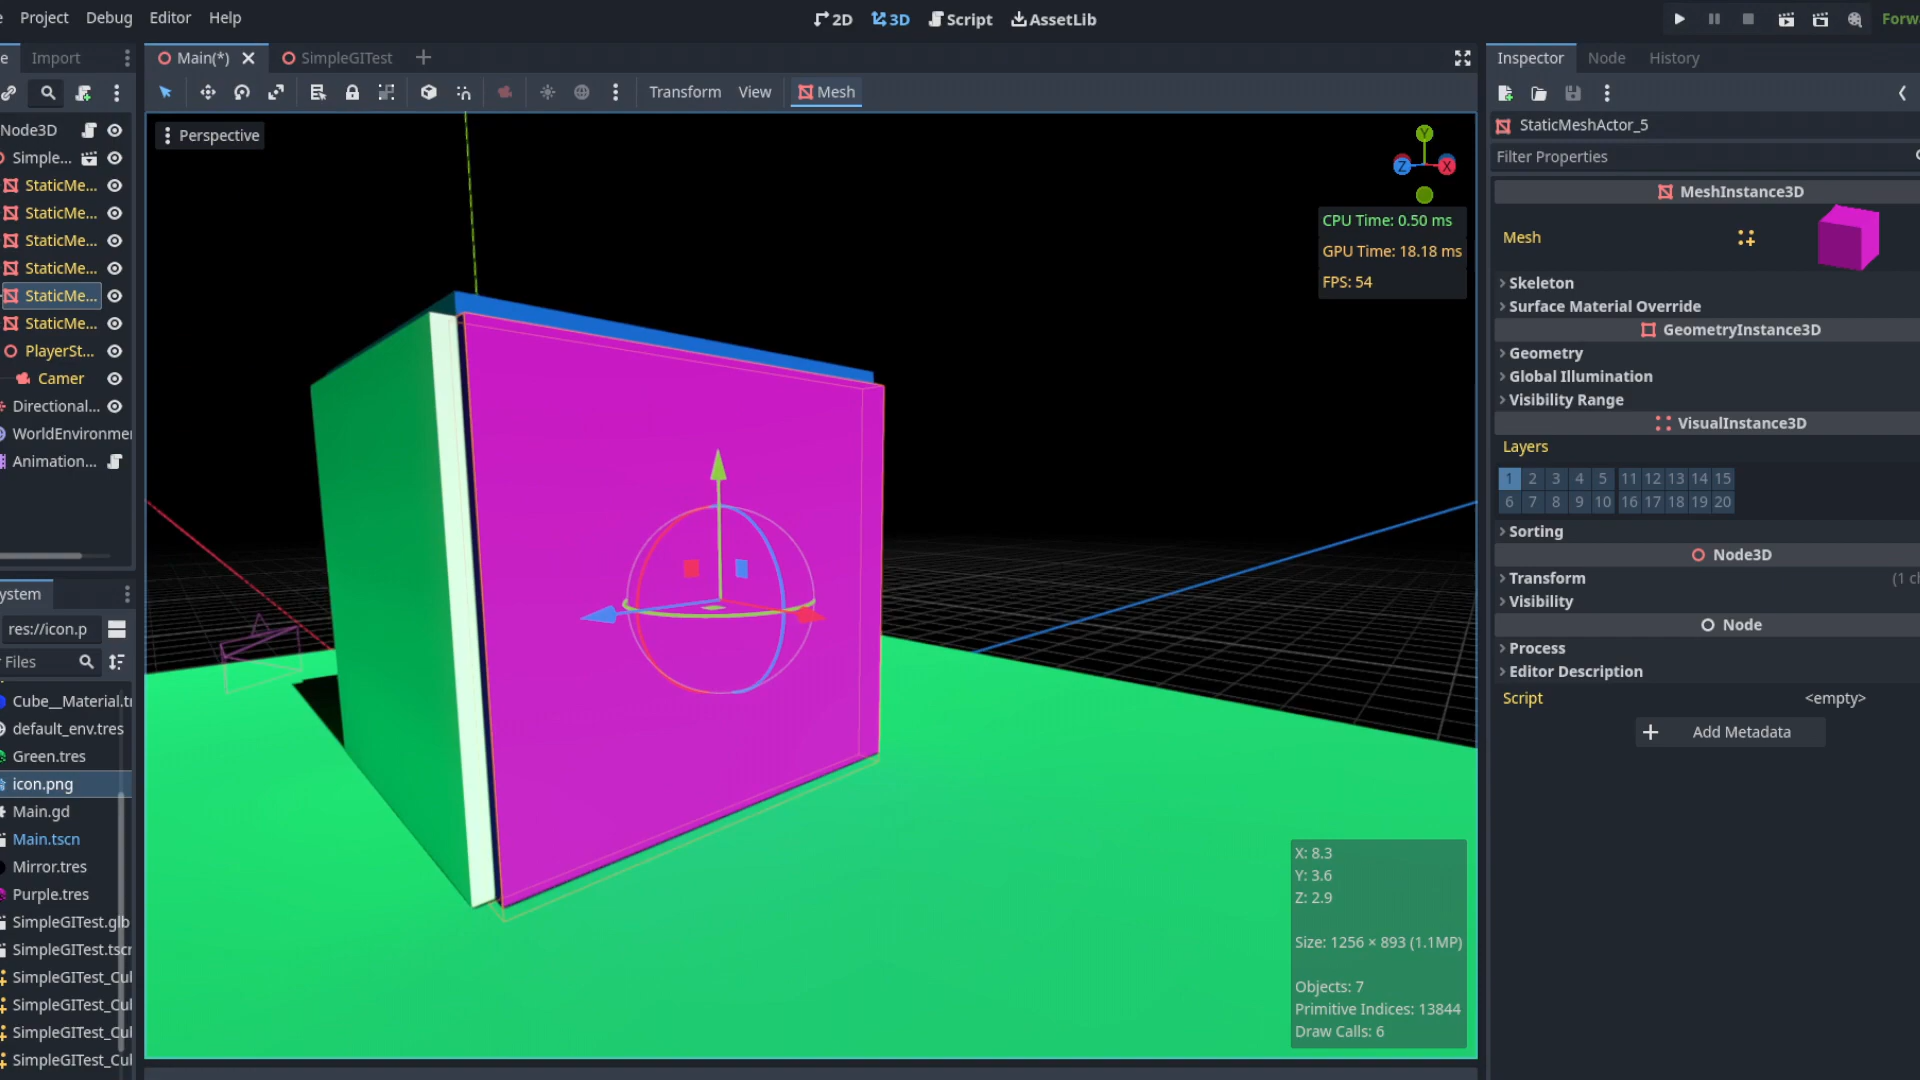 Project Debug Editor Help
2D 3D Script AssetLib
Forw
Import
Main(*) SimpleGITest
Inspector Node History
Transform View Mesh
Node3D
Simple...
StaticMe...
StaticMe...
StaticMe...
StaticMe...
StaticMe...
StaticMe...
PlayerSt...
Camer
Directional...
WorldEnvironme
Animation...
ystem
res://icon.p
Files
Cube__Material.tr
default_env.tres
Green.tres
icon.png
Main.gd
Main.tscn
Mirror.tres
Purple.tres
SimpleGITest.glb
SimpleGITest.tscn
SimpleGITest_Cul
SimpleGITest_Cul
SimpleGITest_Cul
SimpleGITest_Cul
Perspective
Y
Z X
CPU Time: 0.50 ms
GPU Time: 18.18 ms
FPS: 54
X: 8.3
Y: 3.6
Z: 2.9
Size: 1256 × 893 (1.1MP)
Objects: 7
Primitive Indices: 13844
Draw Calls: 6
StaticMeshActor_5
Filter Properties
MeshInstance3D
Mesh
Skeleton
Surface Material Override
GeometryInstance3D
Geometry
Global Illumination
Visibility Range
VisualInstance3D
Layers
1 2 3 4 5 11 12 13 14 15
6 7 8 9 10 16 17 18 19 20
Sorting
Node3D
Transform (1 ch
Visibility
Node
Process
Editor Description
Script <empty>
Add Metadata